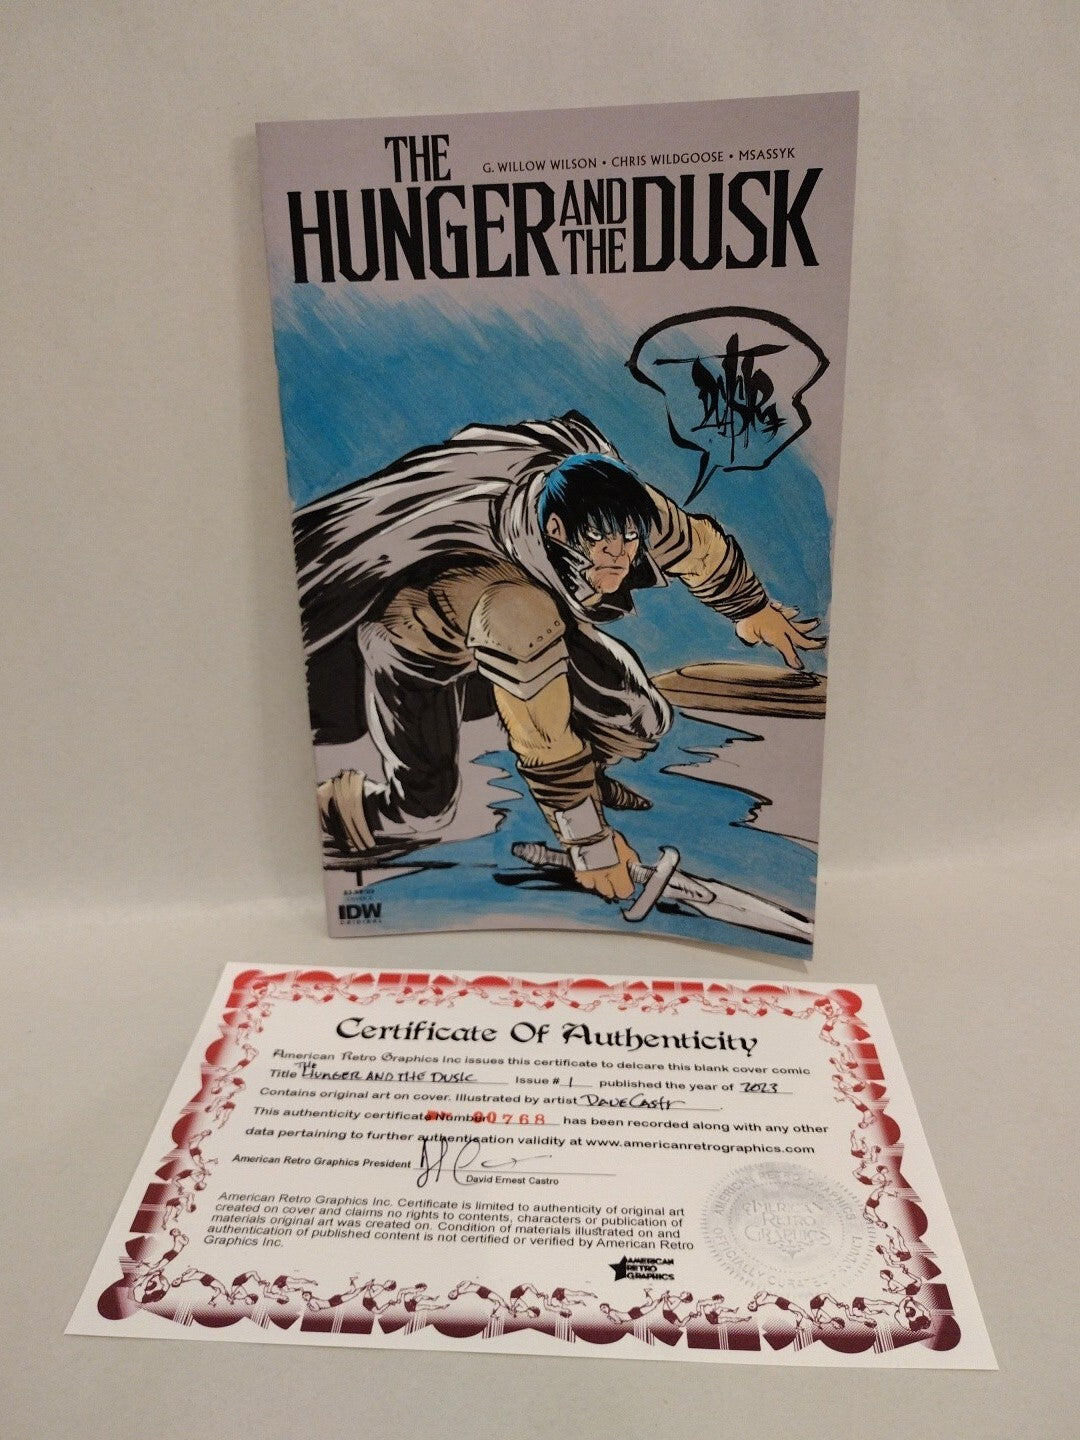 THE
G. WILLOW WILSON • CHRIS WILDGOOSE • MSASSYK
HUNGER AND THE DUSK
1
IDW
ORIGINAL
Certificate Of Authenticity
American Retro Graphics Inc issues this certificate to delcare this blank cover comic
Title The HUNGER AND THE DUSK Issue # 1 published the year of 2023
Contains original art on cover. Illustrated by artist DAVE CASTR
This authenticity certificate Number 00768 has been recorded along with any other
data pertaining to further authentication validity at www.americanretrographics.com
American Retro Graphics President
David Ernest Castro
American Retro Graphics Inc. Certificate is limited to authenticity of original art
created on cover and claims no rights to contents, characters or publication of
materials original art was created on. Condition of materials illustrated on and
authentication of published content is not certified or verified by American Retro
Graphics Inc.
AMERICAN
RETRO
GRAPHICS
AMERICAN
RETRO
GRAPHICS